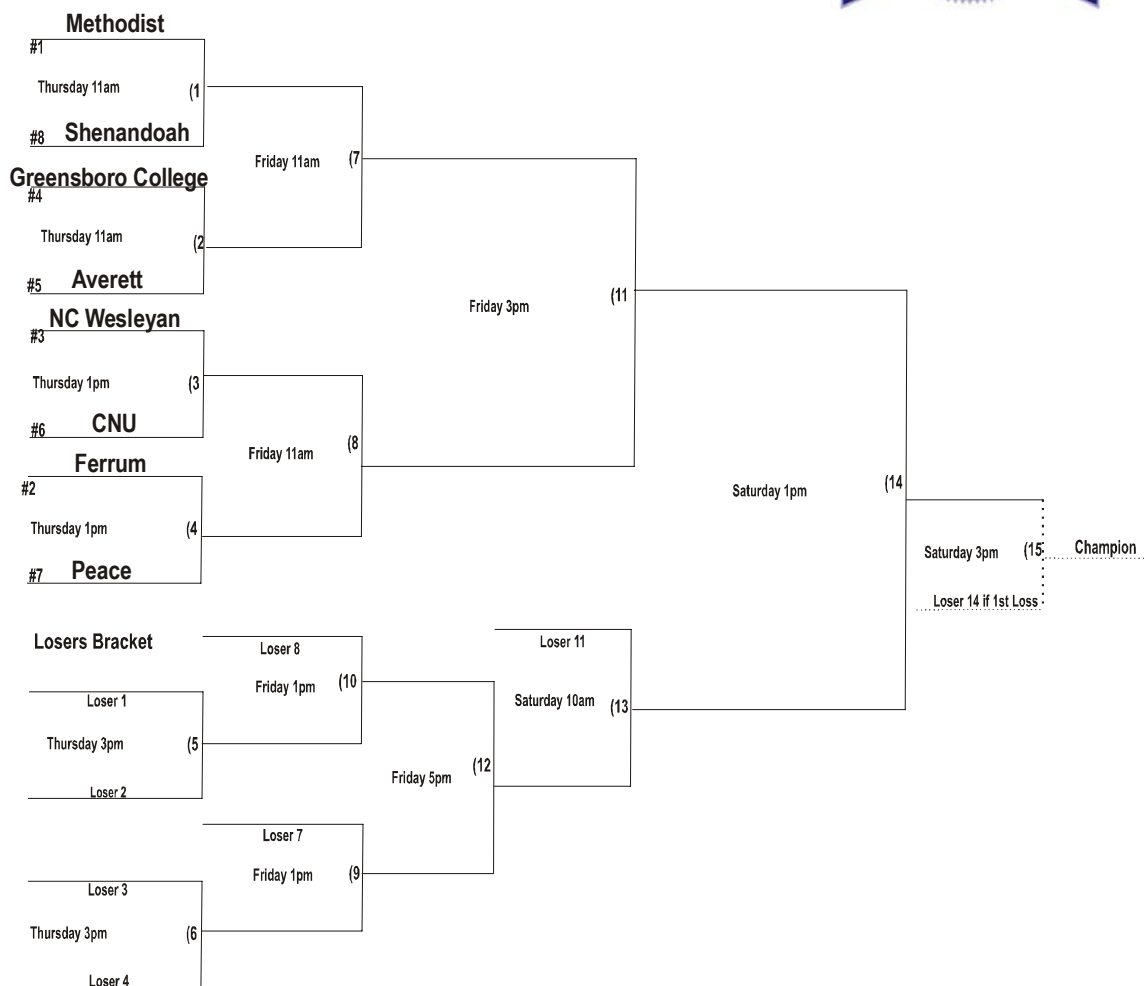 Methodist
#1
Thursday 11am
(1
#8 Shenandoah
Greensboro College
#4
Thursday 11am
(2
#5 Averett
NC Wesleyan
#3
Thursday 1pm
(3
#6 CNU
Ferrum
#2
Thursday 1pm
(4
#7 Peace
Friday 11am
(7
Friday 11am
(8
Friday 3pm
(11
Saturday 1pm
(14
Saturday 3pm
(15
Champion
Loser 14 if 1st Loss
Losers Bracket
Loser 1
Thursday 3pm
(5
Loser 2
Loser 3
Thursday 3pm
(6
Loser 4
Loser 8
Friday 1pm
(10
Loser 7
Friday 1pm
(9
Friday 5pm
(12
Loser 11
Saturday 10am
(13